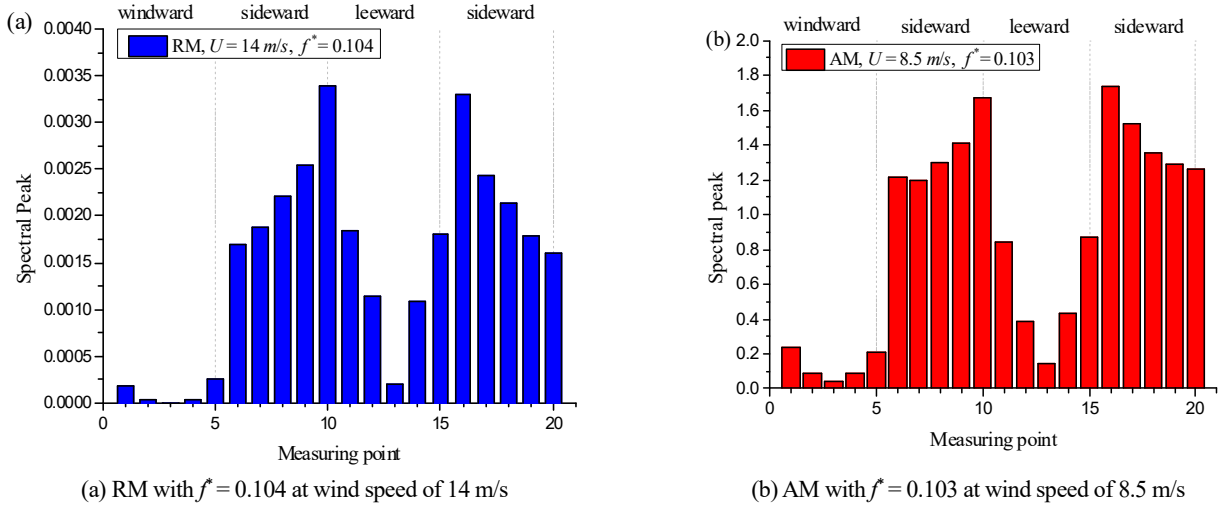 (a)
windward sideward leeward sideward
0.0040
0.0035
0.0030
0.0025
0.0020
0.0015
0.0010
0.0005
0.0000
Spectral Peak
RM, U = 14 m/s, f* = 0.104
0 5 10 15 20
Measuring point
(a) RM with f* = 0.104 at wind speed of 14 m/s
(b)
windward sideward leeward sideward
2.0
1.8
1.6
1.4
1.2
1.0
0.8
0.6
0.4
0.2
0.0
Spectral peak
AM, U = 8.5 m/s, f* = 0.103
0 5 10 15 20
Measuring point
(b) AM with f* = 0.103 at wind speed of 8.5 m/s